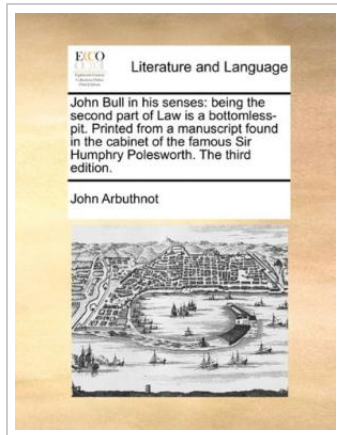 ECCO
Literature and Language
John Bull in his senses: being the
second part of Law is a bottomless-
pit. Printed from a manuscript found
in the cabinet of the famous Sir
Humphry Polesworth. The third
edition.
John Arbuthnot